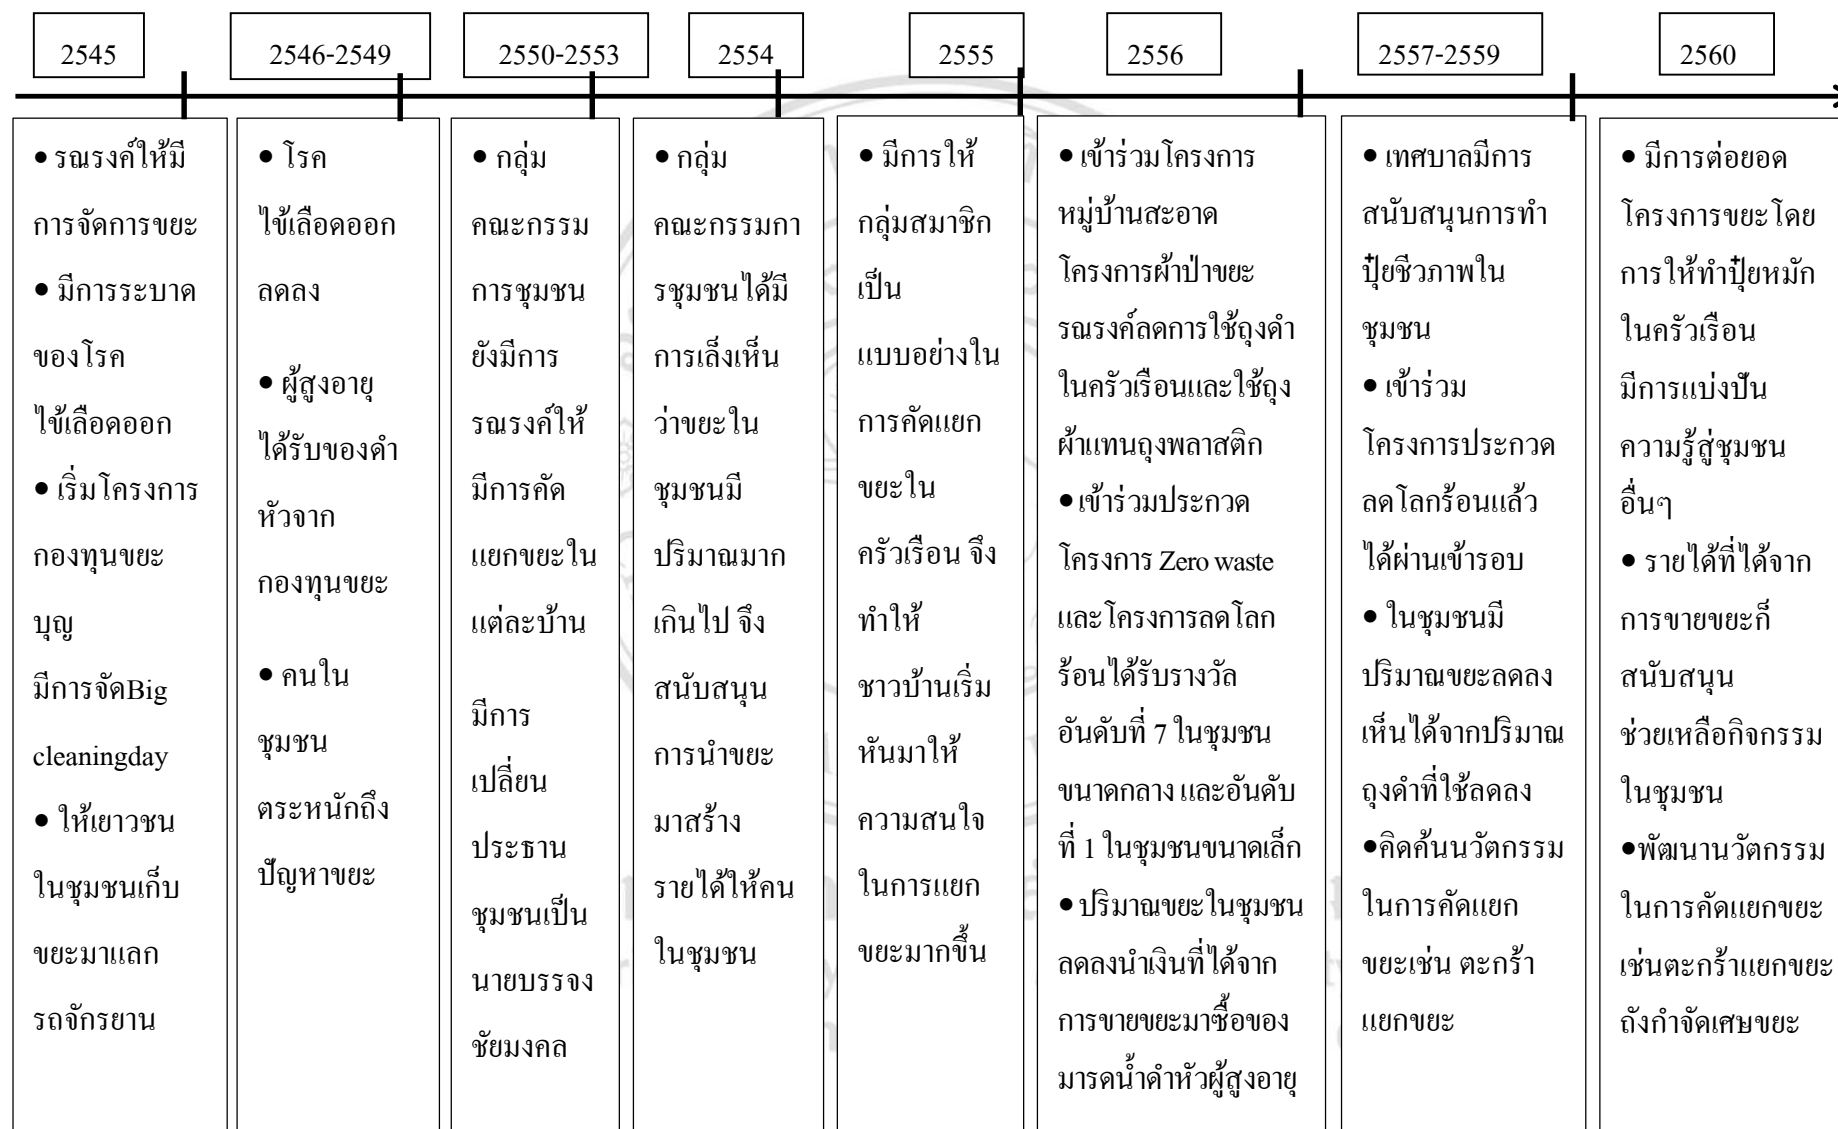 2545
2546-2549
2550-2553
2554
2555
2556
2557-2559
2560
● รณรงค์ให้มี
การจัดการขยะ
● มีการระบาด
ของโรค
ไข้เลือดออก
● เริ่มโครงการ
กองทุนขยะ
บุญ
มีการจัดBig
cleaningday
● ให้เยาวชน
ในชุมชนเก็บ
ขยะมาแลก
รถจักรยาน
● โรค
ไข้เลือดออก
ลดลง
● ผู้สูงอายุ
ได้รับของดำ
หัวจาก
กองทุนขยะ
● คนใน
ชุมชน
ตระหนักถึง
ปัญหาขยะ
● กลุ่ม
คณะกรรม
การชุมชน
ยังมีการ
รณรงค์ให้
มีการคัด
แยกขยะใน
แต่ละบ้าน
มีการ
เปลี่ยน
ประธาน
ชุมชนเป็น
นายบรรจง
ชัยมงคล
● กลุ่ม
คณะกรรมกา
รชุมชนได้มี
การเล็งเห็น
ว่าขยะใน
ชุมชนมี
ปริมาณมาก
เกินไป จึง
สนับสนุน
การนำขยะ
มาสร้าง
รายได้ให้คน
ในชุมชน
● มีการให้
กลุ่มสมาชิก
เป็น
แบบอย่างใน
การคัดแยก
ขยะใน
ครัวเรือน จึง
ทำให้
ชาวบ้านเริ่ม
หันมาให้
ความสนใจ
ในการแยก
ขยะมากขึ้น
● เข้าร่วมโครงการ
หมู่บ้านสะอาด
โครงการผ้าป่าขยะ
รณรงค์ลดการใช้ถุงดำ
ในครัวเรือนและใช้ถุง
ผ้าแทนถุงพลาสติก
● เข้าร่วมประกวด
โครงการ Zero waste
และโครงการลดโลก
ร้อนได้รับรางวัล
อันดับที่ 7 ในชุมชน
ขนาดกลาง และอันดับ
ที่ 1 ในชุมชนขนาดเล็ก
● ปริมาณขยะในชุมชน
ลดลงนำเงินที่ได้จาก
การขายขยะมาซื้อของ
มารดน้ำดำหัวผู้สูงอายุ
● เทศบาลมีการ
สนับสนุนการทำ
ปุ๋ยชีวภาพใน
ชุมชน
● เข้าร่วม
โครงการประกวด
ลดโลกร้อนแล้ว
ได้ผ่านเข้ารอบ
● ในชุมชนมี
ปริมาณขยะลดลง
เห็นได้จากปริมาณ
ถุงดำที่ใช้ลดลง
●คิดค้นนวัตกรรม
ในการคัดแยก
ขยะเช่น ตะกร้า
แยกขยะ
● มีการต่อยอด
โครงการขยะโดย
การให้ทำปุ๋ยหมัก
ในครัวเรือน
มีการแบ่งปัน
ความรู้สู่ชุมชน
อื่นๆ
● รายได้ที่ได้จาก
การขายขยะก็
สนับสนุน
ช่วยเหลือกิจกรรม
ในชุมชน
●พัฒนานวัตกรรม
ในการคัดแยกขยะ
เช่นตะกร้าแยกขยะ
ถังกำจัดเศษขยะ